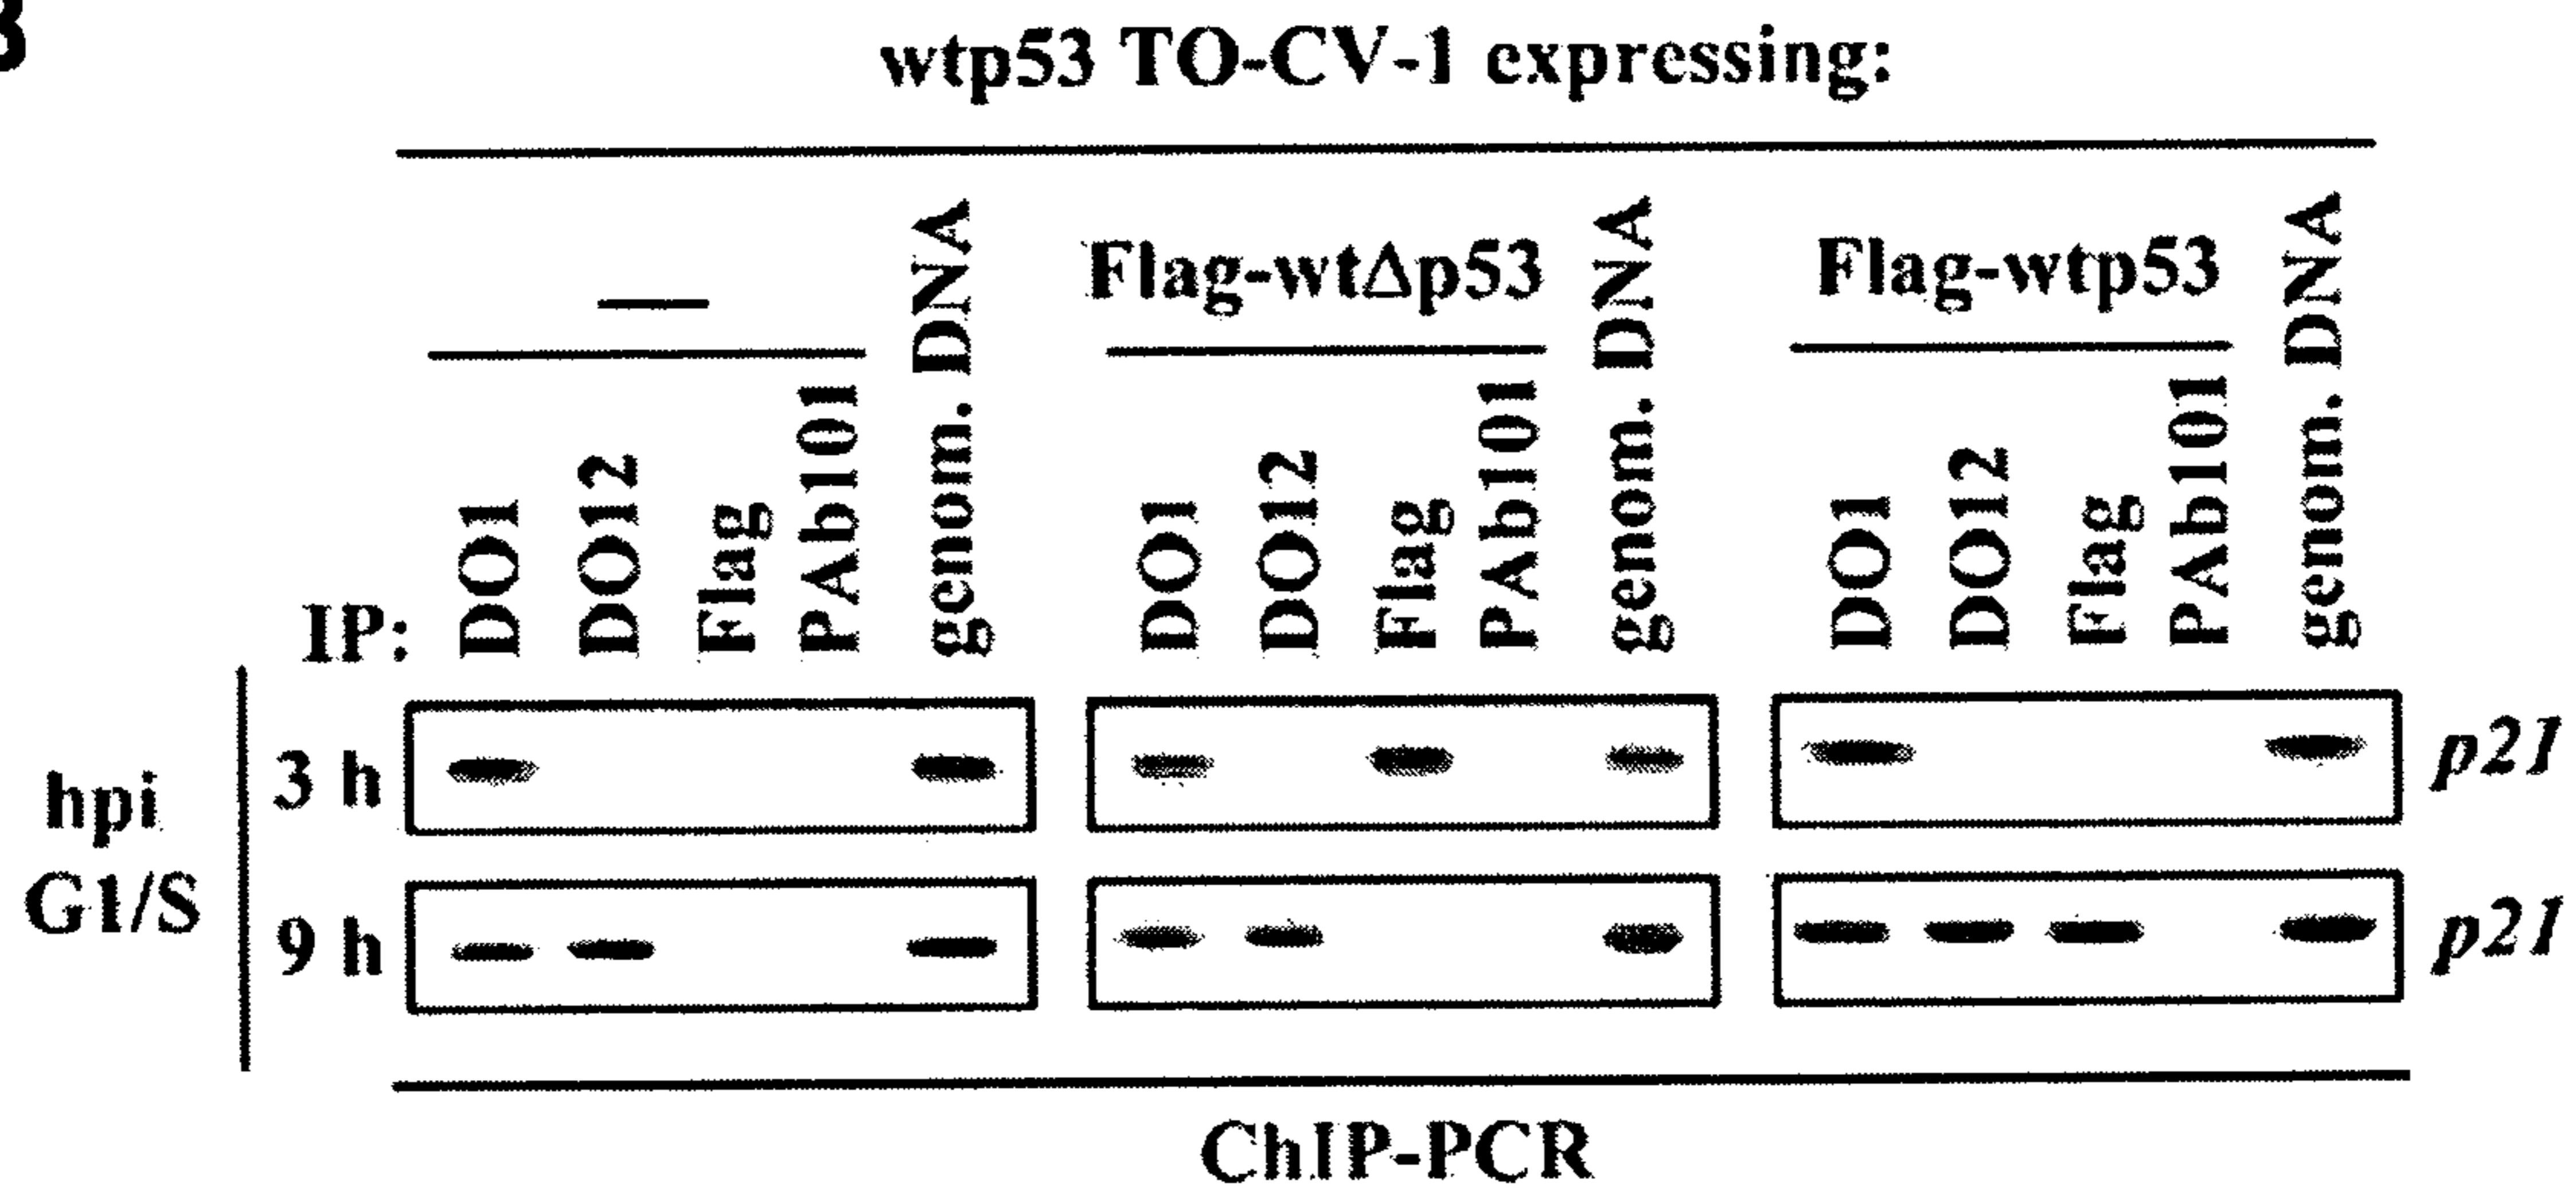 B
wtp53 TO-CV-1 expressing:
— Flag-wtΔp53 Flag-wtp53
IP: DO1 DO12 Flag PAb101 genom. DNA DO1 DO12 Flag PAb101 genom. DNA DO1 DO12 Flag PAb101 genom. DNA
hpi
G1/S
3 h p21
9 h p21
ChIP-PCR